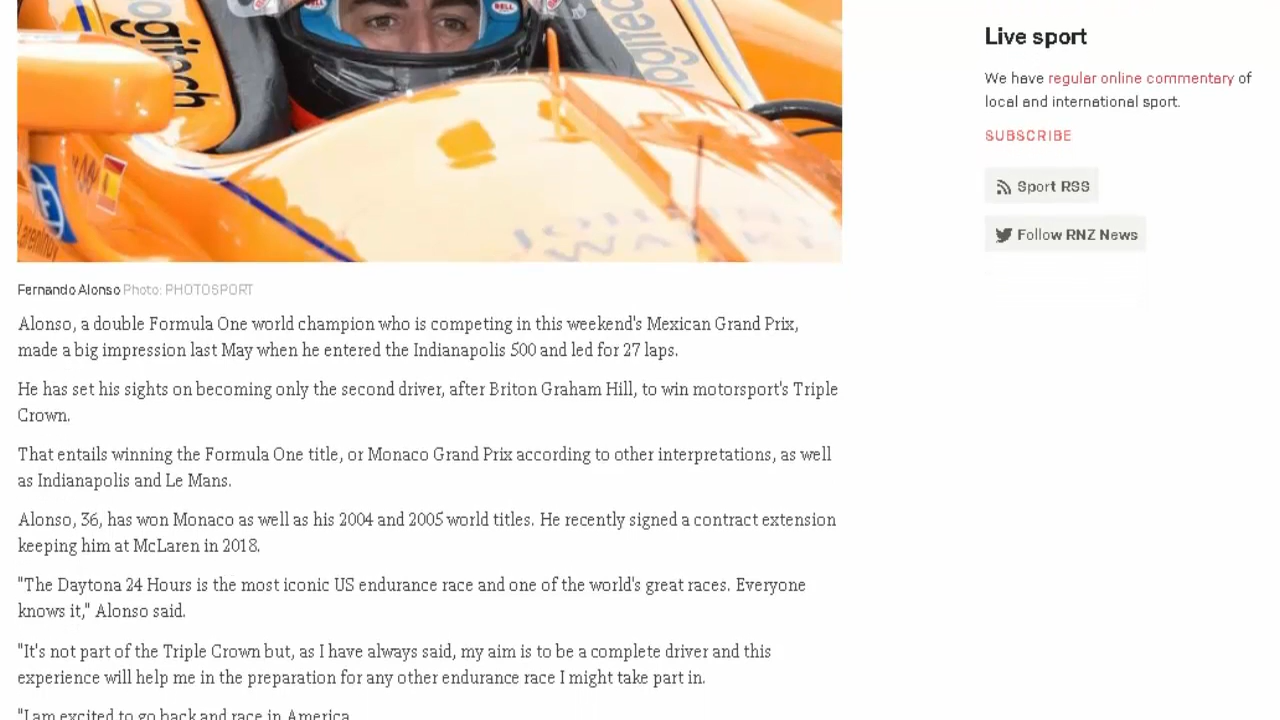 BELL
BELL
logitech
logitech
Fernando Alonso Photo: PHOTOSPORT
Alonso, a double Formula One world champion who is competing in this weekend's Mexican Grand Prix,
made a big impression last May when he entered the Indianapolis 500 and led for 27 laps.
He has set his sights on becoming only the second driver, after Briton Graham Hill, to win motorsport's Triple
Crown.
That entails winning the Formula One title, or Monaco Grand Prix according to other interpretations, as well
as Indianapolis and Le Mans.
Alonso, 36, has won Monaco as well as his 2004 and 2005 world titles. He recently signed a contract extension
keeping him at McLaren in 2018.
"The Daytona 24 Hours is the most iconic US endurance race and one of the world's great races. Everyone
knows it," Alonso said.
"It's not part of the Triple Crown but, as I have always said, my aim is to be a complete driver and this
experience will help me in the preparation for any other endurance race I might take part in.
"I am excited to go back and race in America.
Live sport
We have regular online commentary of
local and international sport.
SUBSCRIBE
Sport RSS
Follow RNZ News